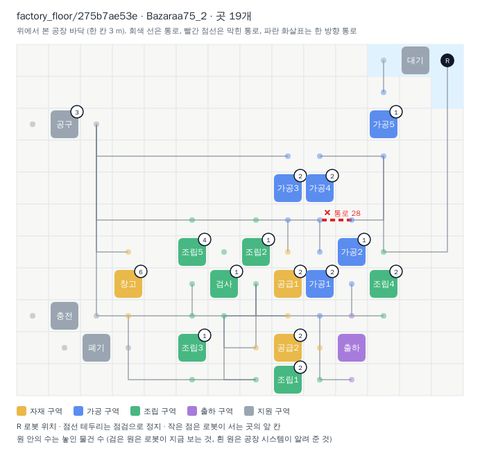 factory_floor/275b7ae53e · Bazaraa75_2 · 곳 19개
위에서 본 공장 바닥 (한 칸 3 m). 회색 선은 통로, 빨간 점선은 막힌 통로, 파란 화살표는 한 방향 통로
대기 R
공구 3 가공5 1
가공3 2 가공4 2
✖ 통로 28
조립5 4 조립2 1 가공2 1
창고 6 검사 1 공급1 2 가공1 2 조립4 2
충전
폐기 조립3 1 공급2 2 출하
조립1 2
자재 구역 가공 구역 조립 구역 출하 구역 지원 구역
R 로봇 위치 · 점선 테두리는 점검으로 정지 · 작은 점은 로봇이 서는 곳의 앞 칸
원 안의 수는 놓인 물건 수 (검은 원은 로봇이 지금 보는 것, 흰 원은 공장 시스템이 알려 준 것)